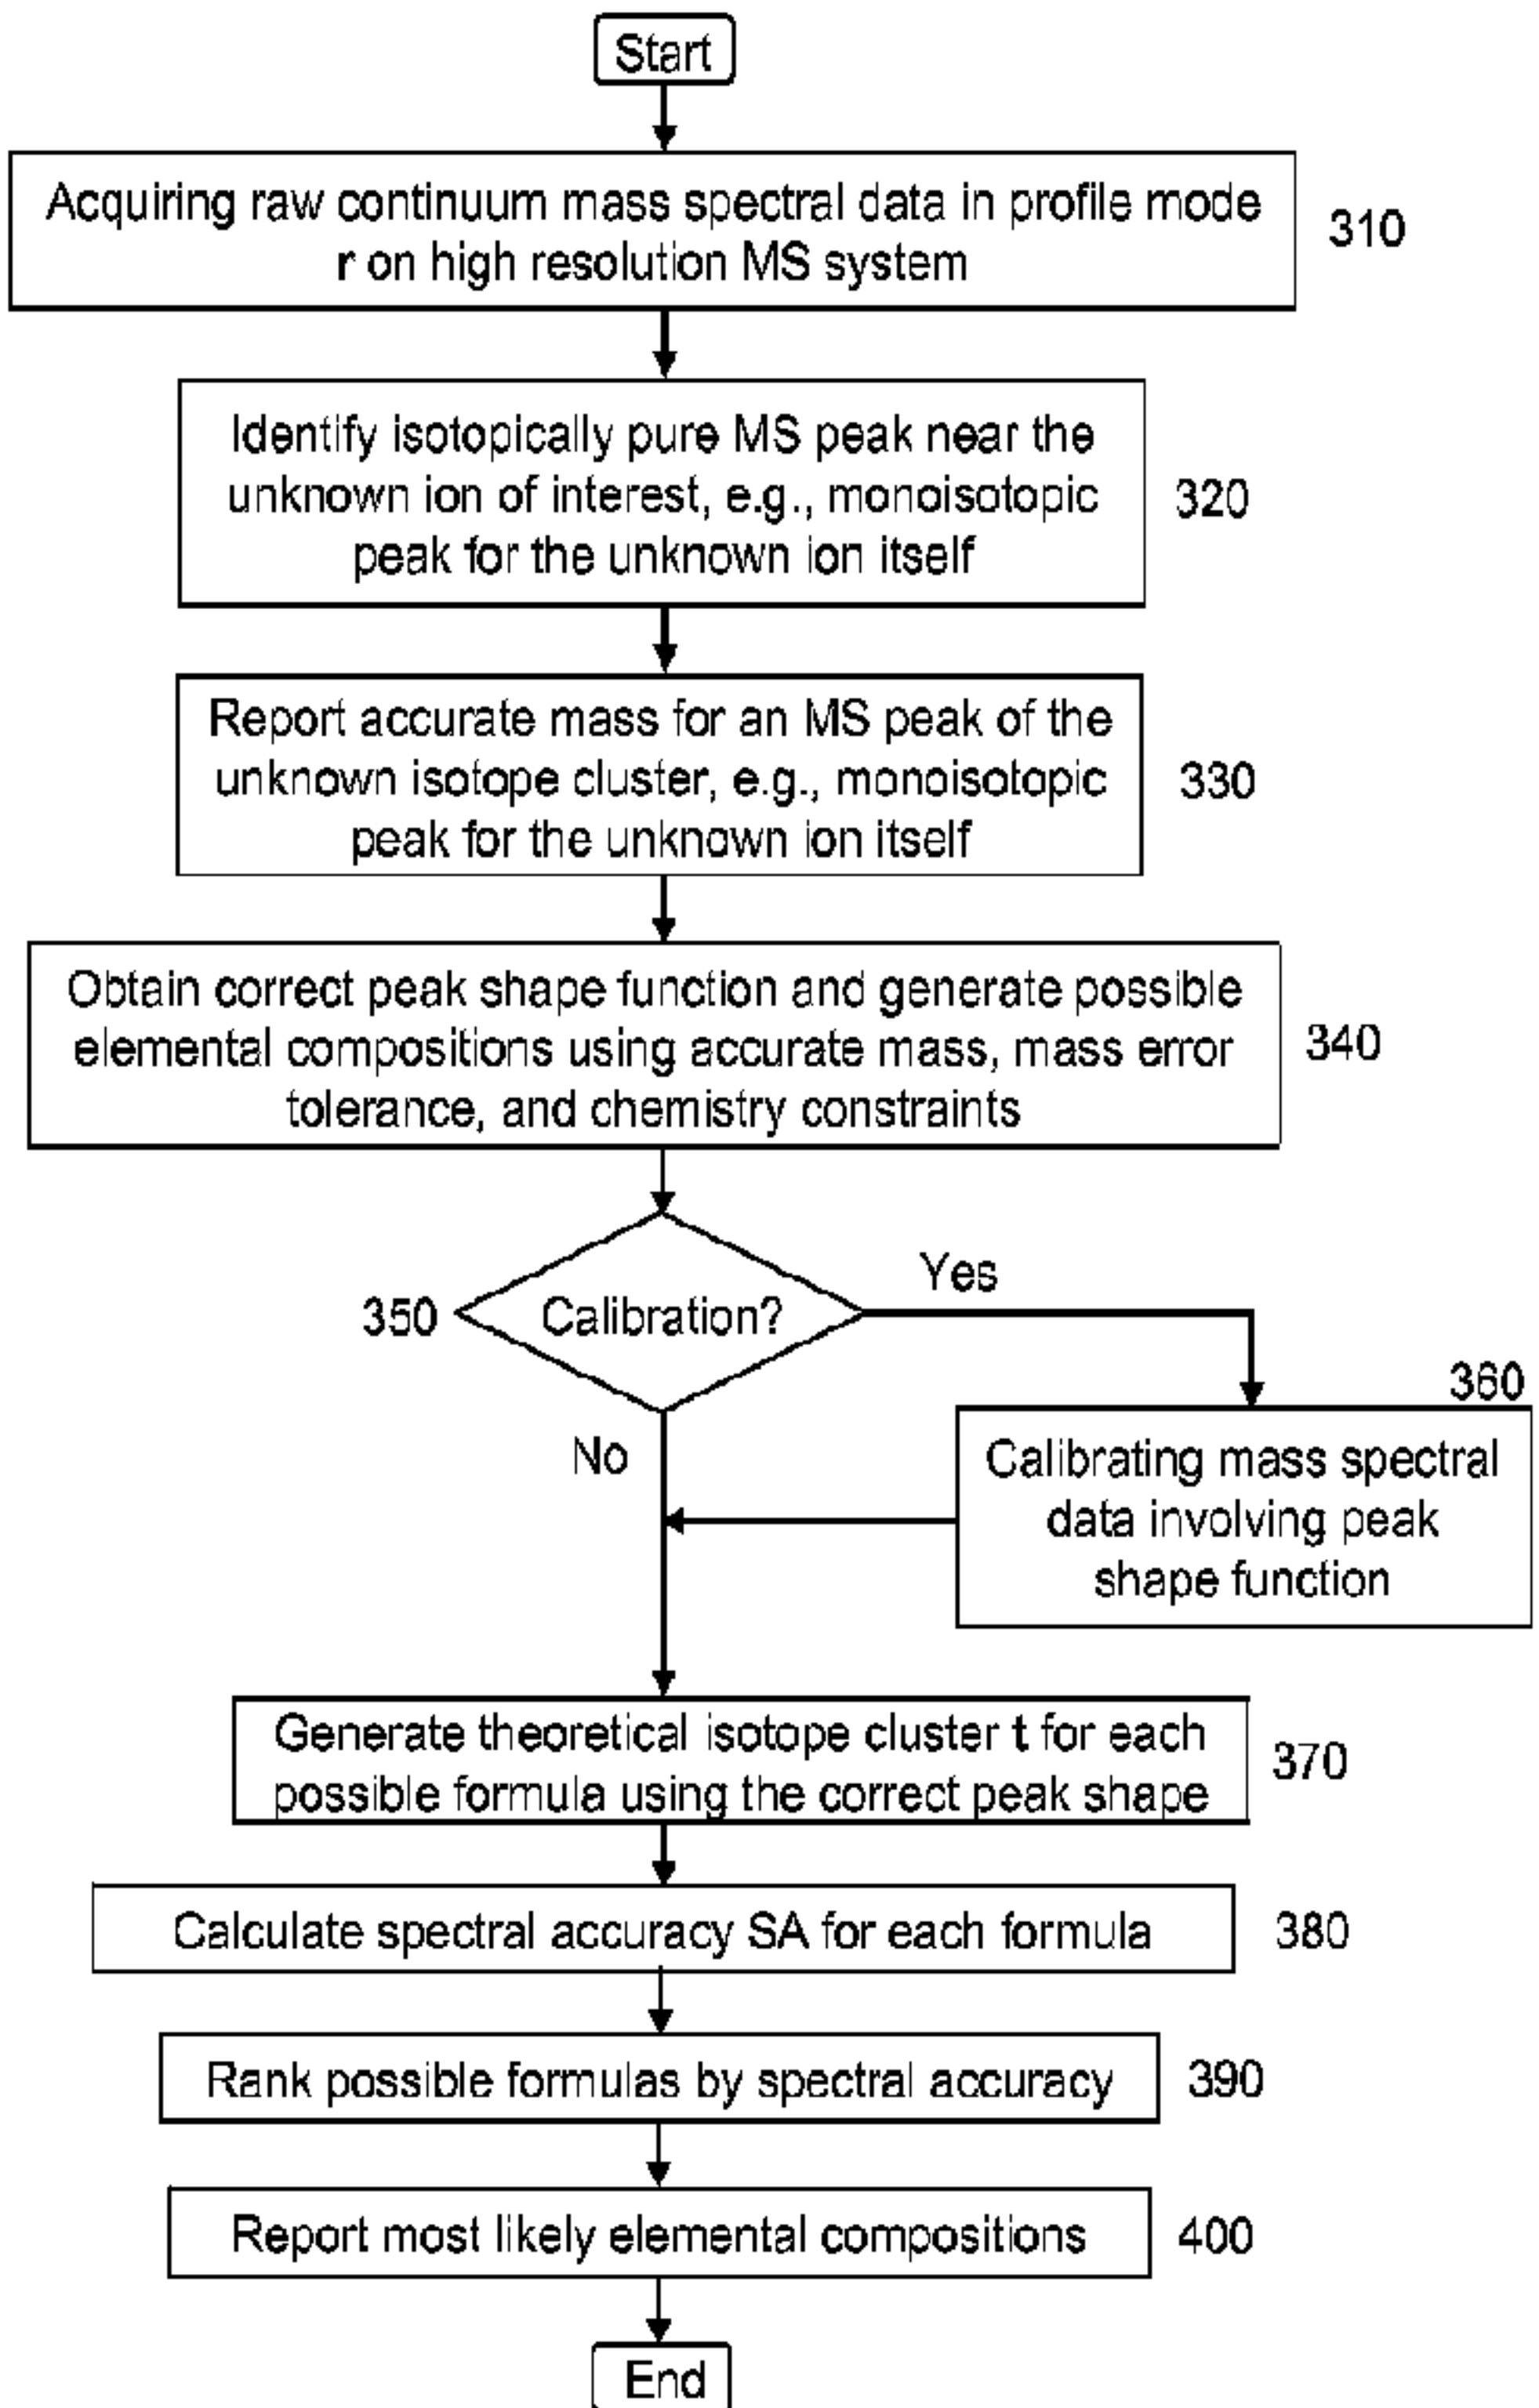 Start
Acquiring raw continuum mass spectral data in profile mode
r on high resolution MS system
310
Identify isotopically pure MS peak near the
unknown ion of interest, e.g., monoisotopic
peak for the unknown ion itself
320
Report accurate mass for an MS peak of the
unknown isotope cluster, e.g., monoisotopic
peak for the unknown ion itself
330
Obtain correct peak shape function and generate possible
elemental compositions using accurate mass, mass error
tolerance, and chemistry constraints
340
350
Calibration?
Yes
No
360
Calibrating mass spectral
data involving peak
shape function
Generate theoretical isotope cluster t for each
possible formula using the correct peak shape
370
Calculate spectral accuracy SA for each formula
380
Rank possible formulas by spectral accuracy
390
Report most likely elemental compositions
400
End